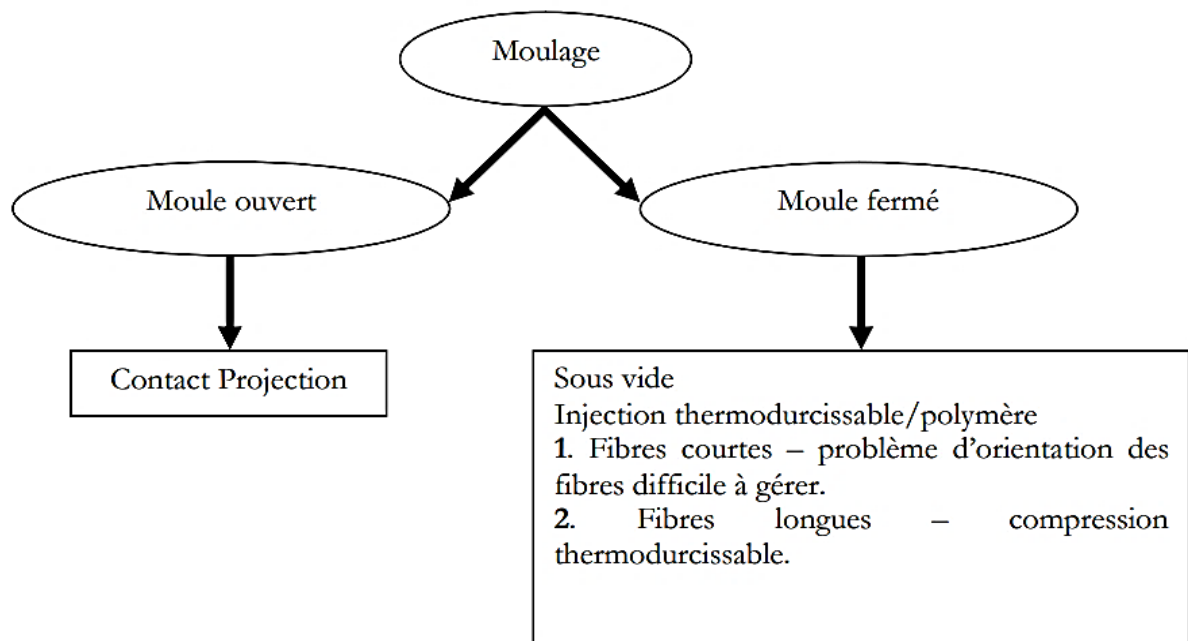 Moulage
Moule ouvert
Moule fermé
Contact Projection
Sous vide
Injection thermodurcissable/polymère
1. Fibres courtes – problème d’orientation des
fibres difficile à gérer.
2. Fibres longues – compression
thermodurcissable.